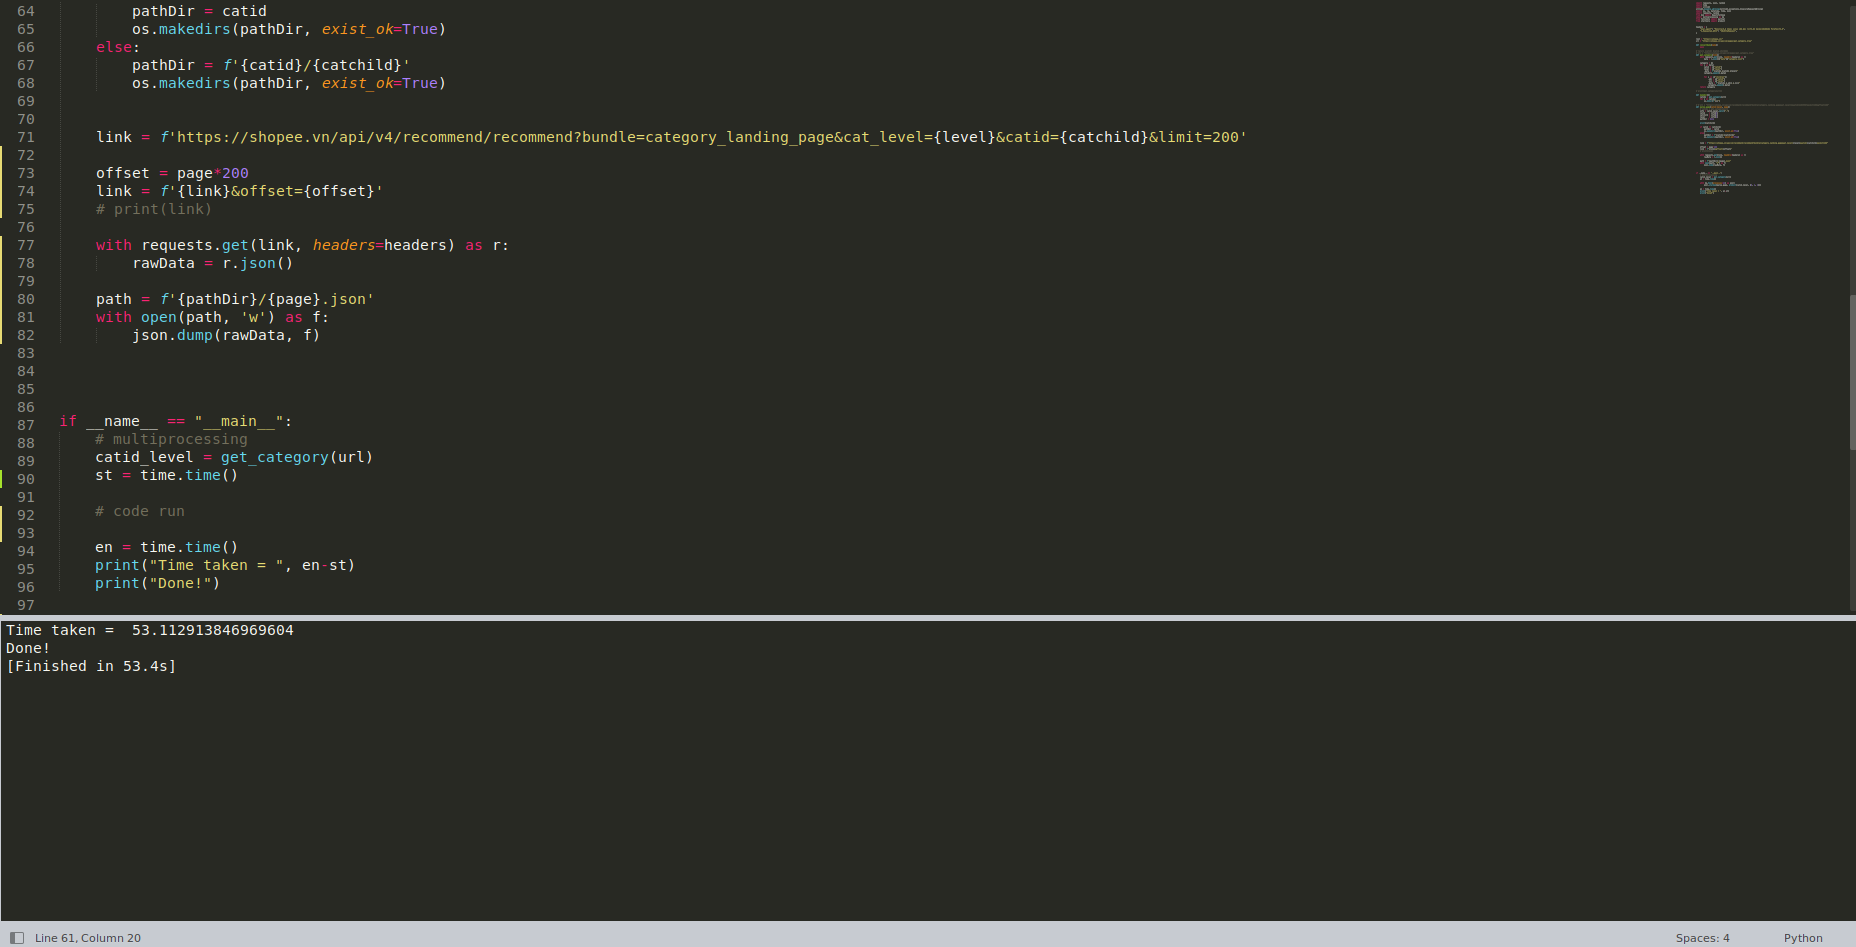 64 pathDir = catid
65 os.makedirs(pathDir, exist_ok=True)
66 else:
67 pathDir = f'{catid}/{catchild}'
68 os.makedirs(pathDir, exist_ok=True)
69
70
71 link = f'https://shopee.vn/api/v4/recommend/recommend?bundle=category_landing_page&cat_level={level}&catid={catchild}&limit=200'
72
73 offset = page*200
74 link = f'{link}&offset={offset}'
75 # print(link)
76
77 with requests.get(link, headers=headers) as r:
78 rawData = r.json()
79
80 path = f'{pathDir}/{page}.json'
81 with open(path, 'w') as f:
82 json.dump(rawData, f)
83
84
85
86
87 if __name__ == "__main__":
88 # multiprocessing
89 catid_level = get_category(url)
90 st = time.time()
91
92 # code run
93
94 en = time.time()
95 print("Time taken = ", en-st)
96 print("Done!")
97
Time taken =  53.112913846969604
Done!
[Finished in 53.4s]
Line 61, Column 20
Spaces: 4
Python